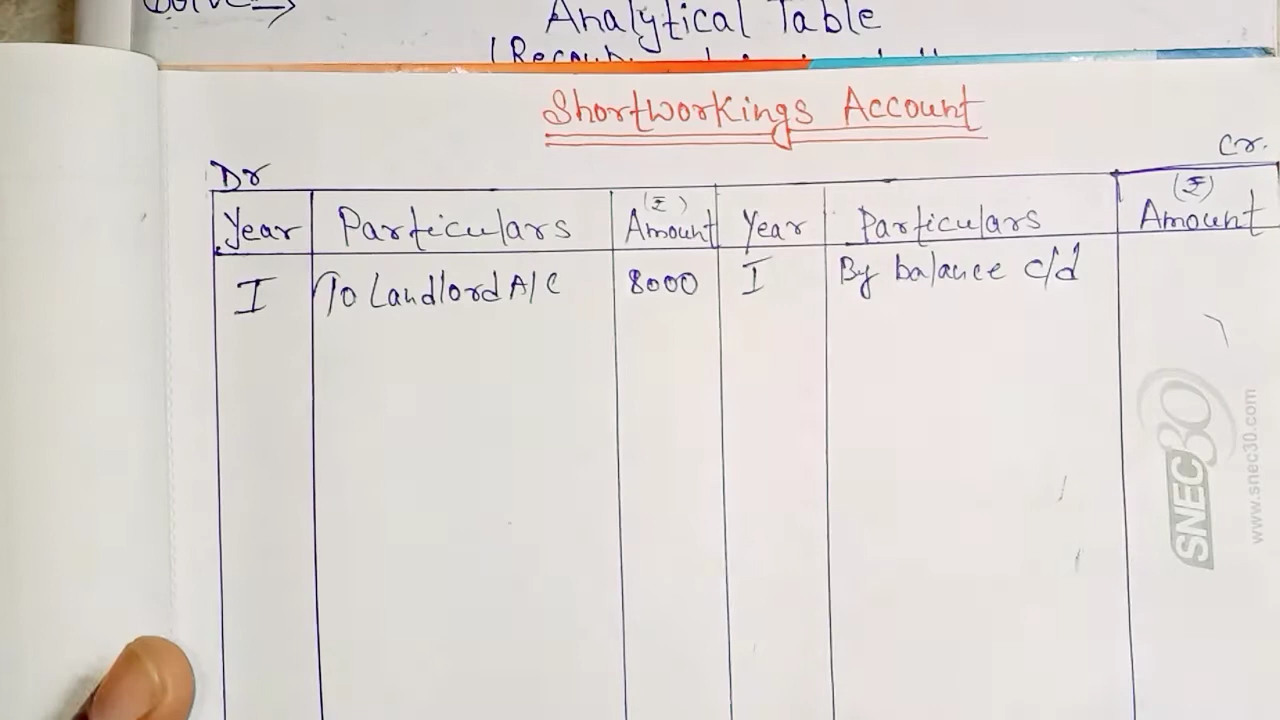 Analytical Table
Shortworkings Account
Dr
Cr.
Year Particulars (₹) Amount Year Particulars (₹) Amount
I To Landlord A/C 8000 I By balance c/d
SNEC30
www.snec30.com